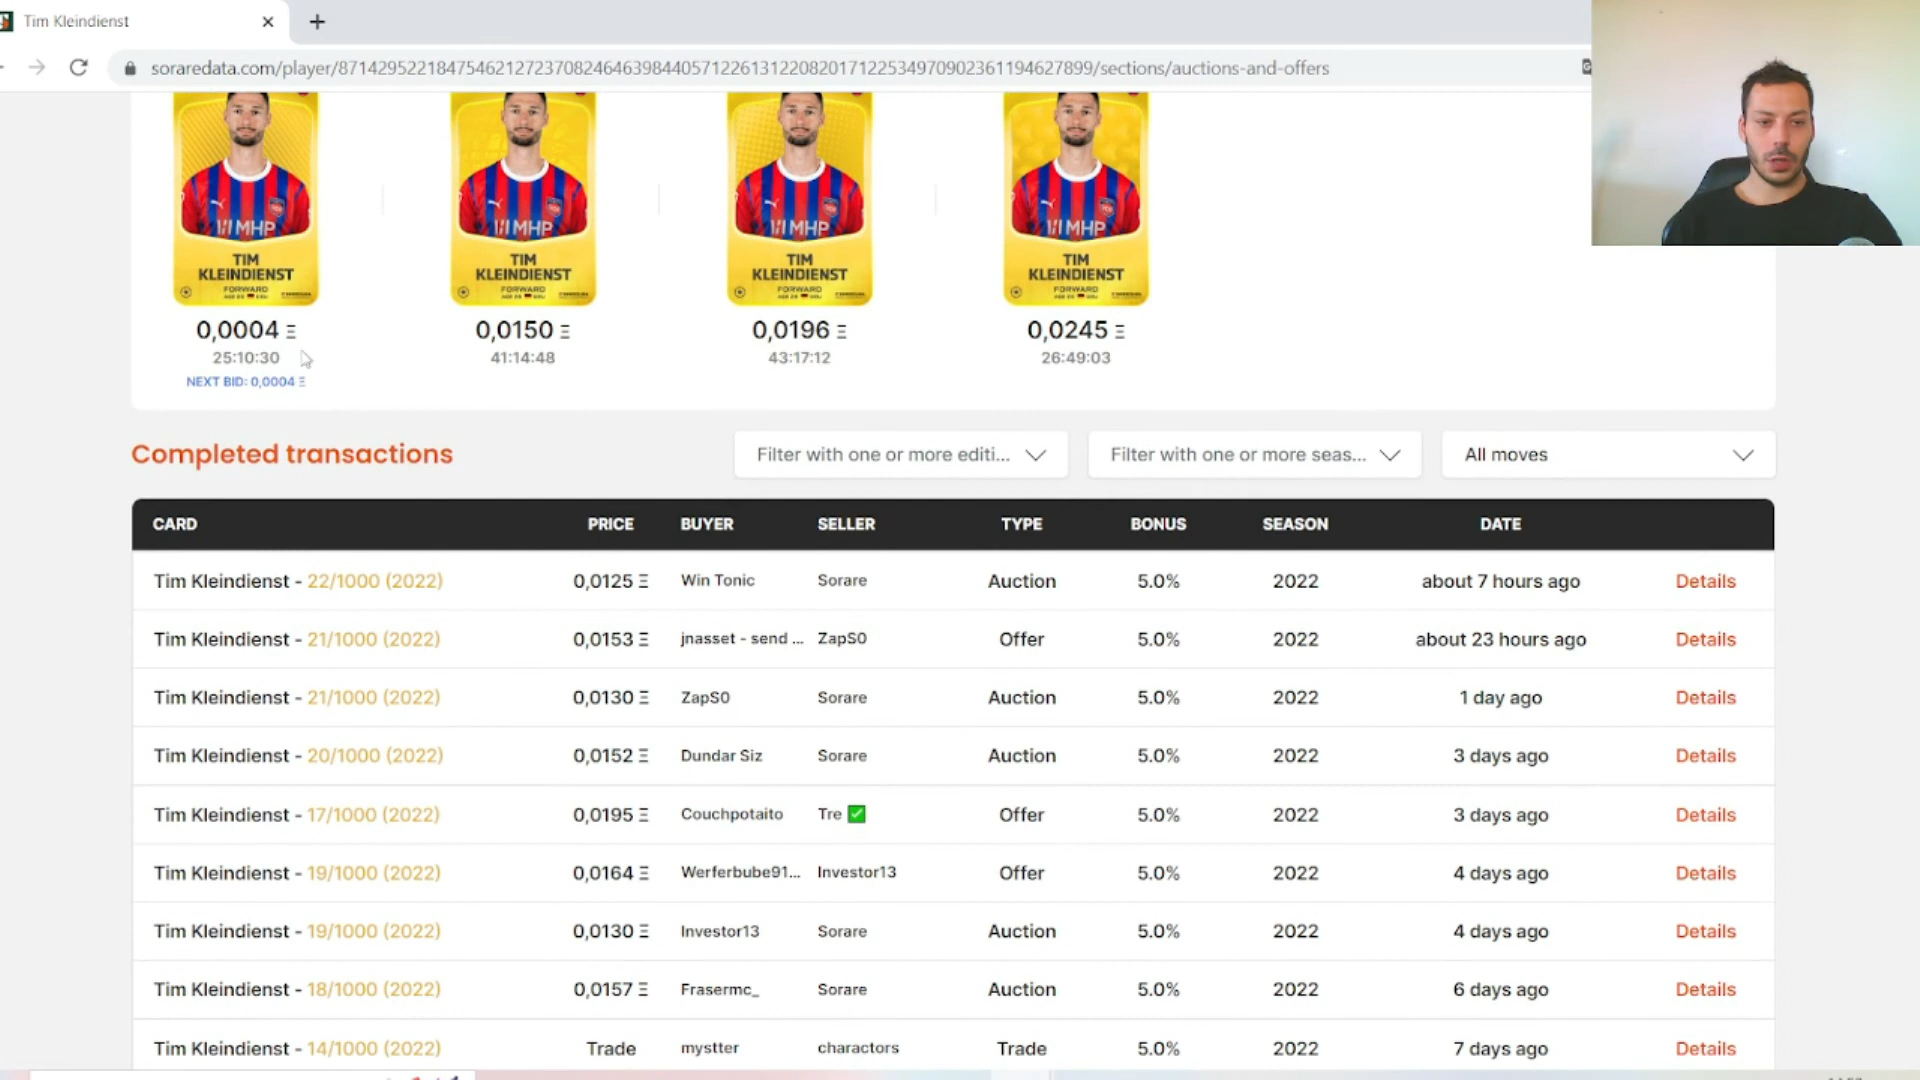 Tim Kleindienst
soraredata.com/player/87142952218475462127237082464639844057122613122082017122534970902361194627899/sections/auctions-and-offers
MHP MHP MHP MHP
TIM KLEINDIENST
FORWARD
TIM KLEINDIENST
FORWARD
TIM KLEINDIENST
FORWARD
TIM KLEINDIENST
FORWARD
0,0004 Ξ 0,0150 Ξ 0,0196 Ξ 0,0245 Ξ
25:10:30 41:14:48 43:17:12 26:49:03
NEXT BID: 0,0004 Ξ
Completed transactions Filter with one or more editi... Filter with one or more seas... All moves
CARD PRICE BUYER SELLER TYPE BONUS SEASON DATE
Tim Kleindienst - 22/1000 (2022) 0,0125 Ξ Win Tonic Sorare Auction 5.0% 2022 about 7 hours ago Details
Tim Kleindienst - 21/1000 (2022) 0,0153 Ξ jnasset - send ... ZapS0 Offer 5.0% 2022 about 23 hours ago Details
Tim Kleindienst - 21/1000 (2022) 0,0130 Ξ ZapS0 Sorare Auction 5.0% 2022 1 day ago Details
Tim Kleindienst - 20/1000 (2022) 0,0152 Ξ Dundar Siz Sorare Auction 5.0% 2022 3 days ago Details
Tim Kleindienst - 17/1000 (2022) 0,0195 Ξ Couchpotaito Tre ✅ Offer 5.0% 2022 3 days ago Details
Tim Kleindienst - 19/1000 (2022) 0,0164 Ξ Werferbube91... Investor13 Offer 5.0% 2022 4 days ago Details
Tim Kleindienst - 19/1000 (2022) 0,0130 Ξ Investor13 Sorare Auction 5.0% 2022 4 days ago Details
Tim Kleindienst - 18/1000 (2022) 0,0157 Ξ Frasermc_ Sorare Auction 5.0% 2022 6 days ago Details
Tim Kleindienst - 14/1000 (2022) Trade mystter charactors Trade 5.0% 2022 7 days ago Details